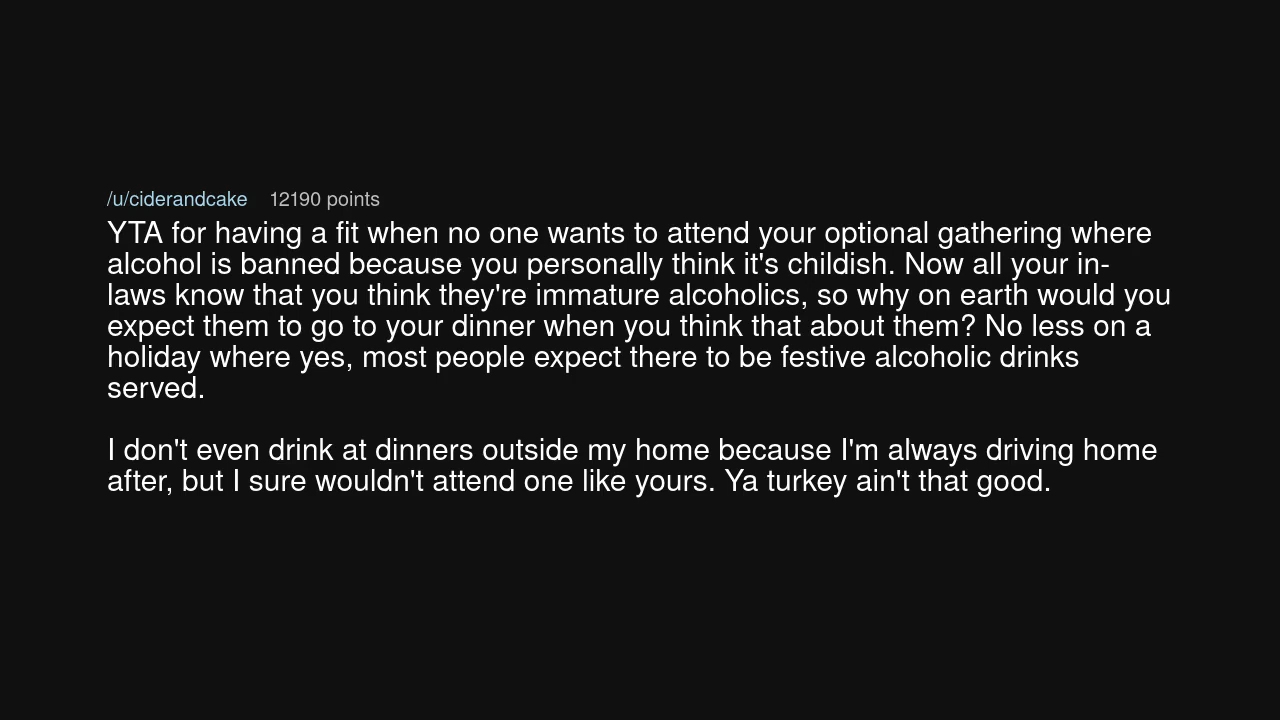 /u/ciderandcake 12190 points
YTA for having a fit when no one wants to attend your optional gathering where
alcohol is banned because you personally think it's childish. Now all your in-
laws know that you think they're immature alcoholics, so why on earth would you
expect them to go to your dinner when you think that about them? No less on a
holiday where yes, most people expect there to be festive alcoholic drinks
served.
I don't even drink at dinners outside my home because I'm always driving home
after, but I sure wouldn't attend one like yours. Ya turkey ain't that good.